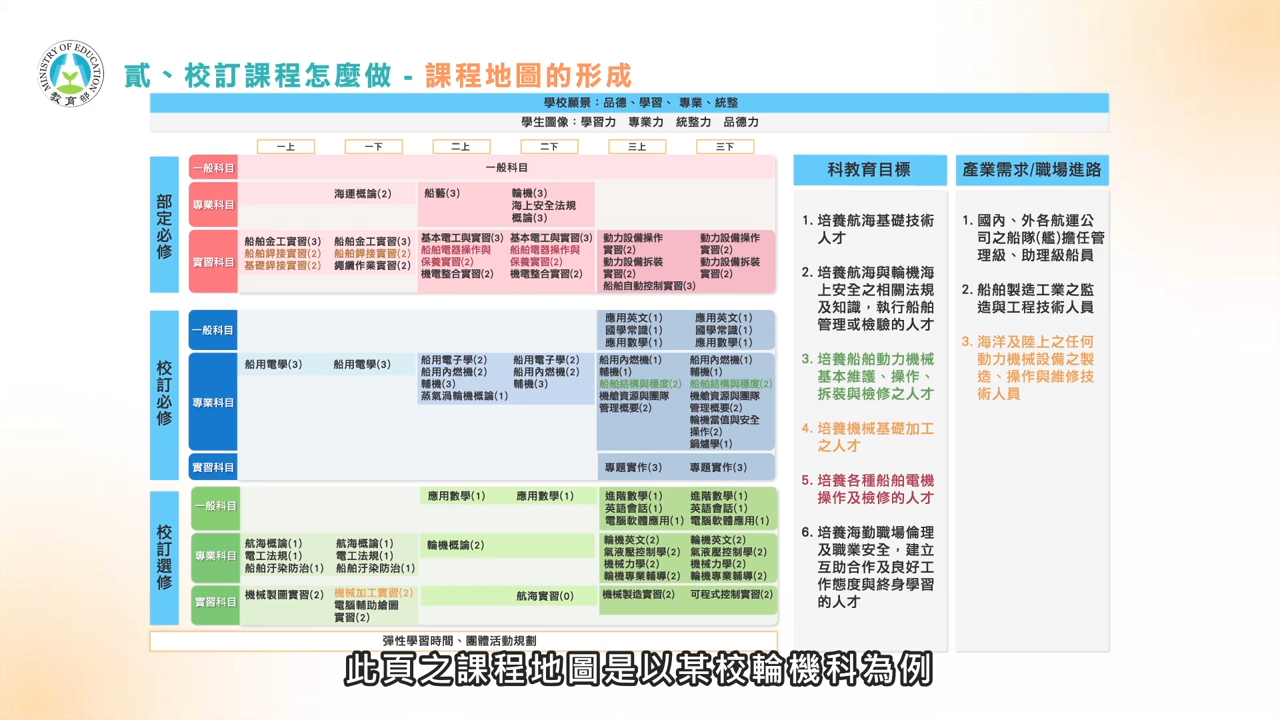 MINISTRY OF EDUCATION
教育部
貳、校訂課程怎麼做 - 課程地圖的形成
學校願景：品德、學習、 專業、統整
學生圖像：學習力 專業力 統整力 品德力
一上 一下 二上 二下 三上 三下
部定必修
一般科目
一般科目
專業科目
海運概論(2)
船藝(3)
輪機(3)
海上安全法規
概論(3)
實習科目
船舶金工實習(3)
船舶銲接實習(2)
基礎銲接實習(2)
船舶金工實習(3)
船舶銲接實習(2)
繩纜作業實習(2)
基本電工與實習(3)
船舶電器操作與
保養實習(2)
機電整合實習(2)
基本電工與實習(3)
船舶電器操作與
保養實習(2)
機電整合實習(2)
動力設備操作
實習(2)
動力設備拆裝
實習(2)
船舶自動控制實習(3)
動力設備操作
實習(2)
動力設備拆裝
實習(2)
校訂必修
一般科目
應用英文(1)
國學常識(1)
應用數學(1)
應用英文(1)
國學常識(1)
應用數學(1)
專業科目
船用電學(3)
船用電學(3)
船用電子學(2)
船用內燃機(2)
輔機(3)
蒸氣渦輪機概論(1)
船用電子學(2)
船用內燃機(2)
輔機(3)
船用內燃機(1)
輔機(1)
船舶結構與穩度(2)
機艙資源與團隊
管理概要(2)
船用內燃機(1)
輔機(1)
船舶結構與穩度(2)
機艙資源與團隊
管理概要(2)
輪機當值與安全
操作(2)
鍋爐學(1)
實習科目
專題實作(3)
專題實作(3)
校訂選修
一般科目
應用數學(1)
應用數學(1)
進階數學(1)
英語會話(1)
電腦軟體應用(1)
進階數學(1)
英語會話(1)
電腦軟體應用(1)
專業科目
航海概論(1)
電工法規(1)
船舶汙染防治(1)
航海概論(1)
電工法規(1)
船舶汙染防治(1)
輪機概論(2)
輪機英文(2)
氣液壓控制學(2)
機械力學(2)
輪機專業輔導(2)
輪機英文(2)
氣液壓控制學(2)
機械力學(2)
輪機專業輔導(2)
實習科目
機械製圖實習(2)
機械加工實習(2)
電腦輔助繪圖
實習(2)
航海實習(0)
機械製造實習(2)
可程式控制實習(2)
彈性學習時間、團體活動規劃
科教育目標
1. 培養航海基礎技術
人才
2. 培養航海與輪機海
上安全之相關法規
及知識，執行船舶
管理或檢驗的人才
3. 培養船舶動力機械
基本維護、操作、
拆裝與檢修之人才
4. 培養機械基礎加工
之人才
5. 培養各種船舶電機
操作及檢修的人才
6. 培養海勤職場倫理
及職業安全，建立
互助合作及良好工
作態度與終身學習
的人才
產業需求/職場進路
1. 國內、外各航運公
司之船隊(艦)擔任管
理級、助理級船員
2. 船舶製造工業之監
造與工程技術人員
3. 海洋及陸上之任何
動力機械設備之製
造、操作與維修技
術人員
此頁之課程地圖是以某校輪機科為例